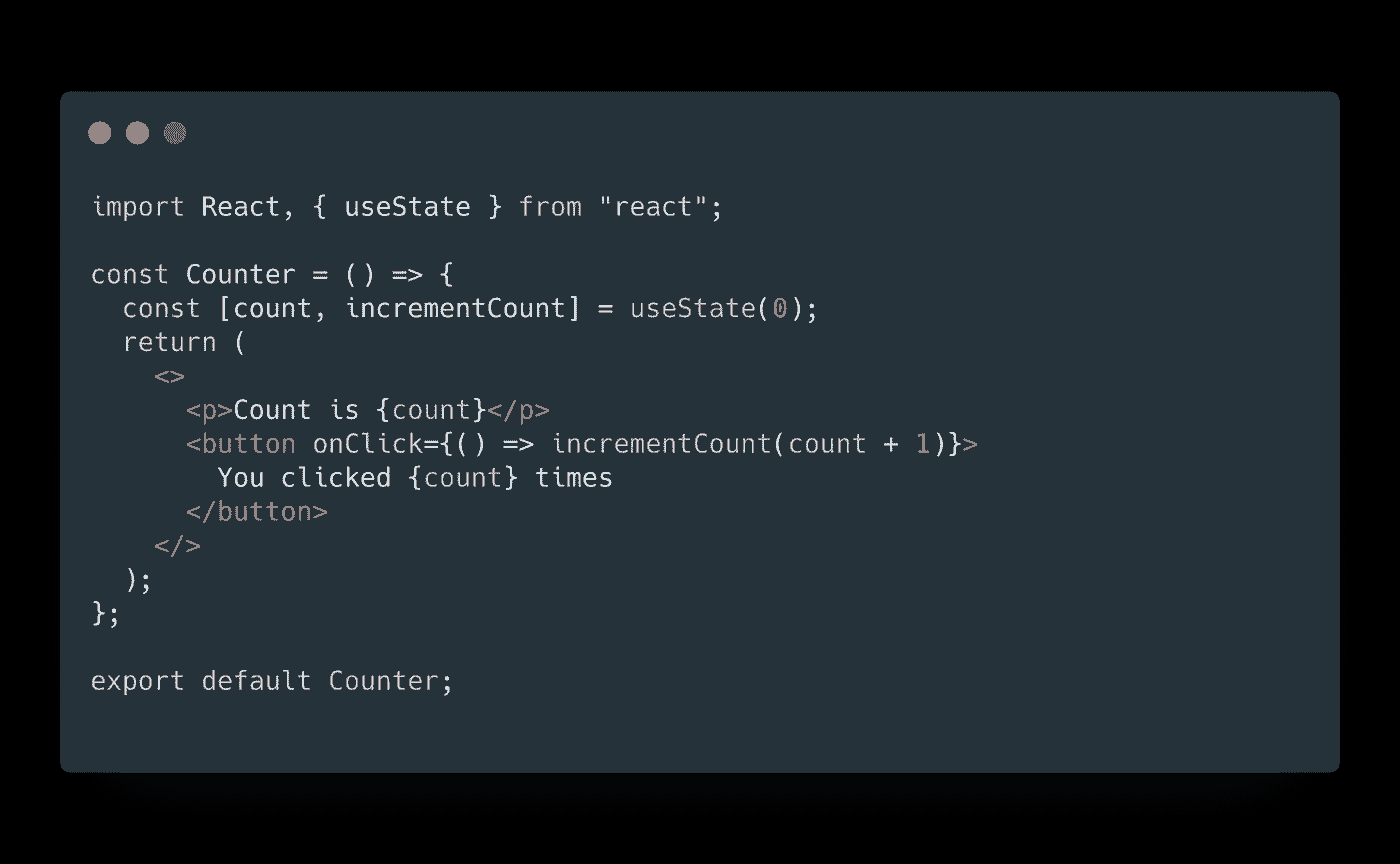 import React, { useState } from "react";

const Counter = () => {
  const [count, incrementCount] = useState(0);
  return (
    <>
      <p>Count is {count}</p>
      <button onClick={() => incrementCount(count + 1)}>
        You clicked {count} times
      </button>
    </>
  );
};

export default Counter;